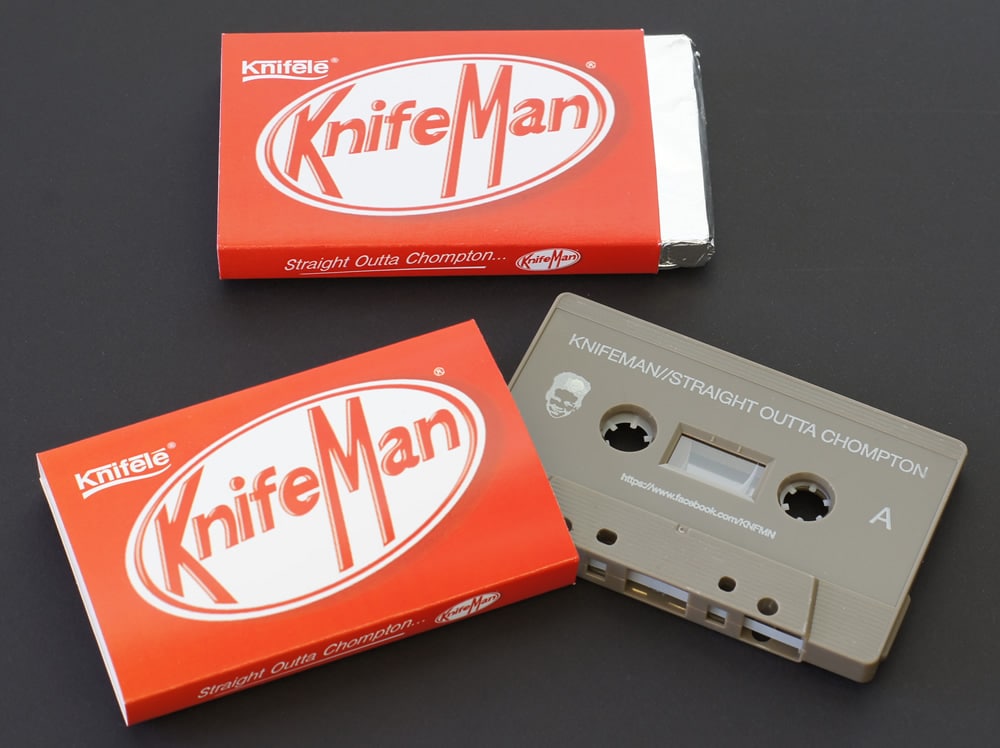 Knifelé®
KnifeMan®
Straight Outta Chompton... KnifeMan
Knifelé®
KnifeMan®
Straight Outta Chompton... KnifeMan
KNIFEMAN//STRAIGHT OUTTA CHOMPTON
https://www.facebook.com/KNFMN
A